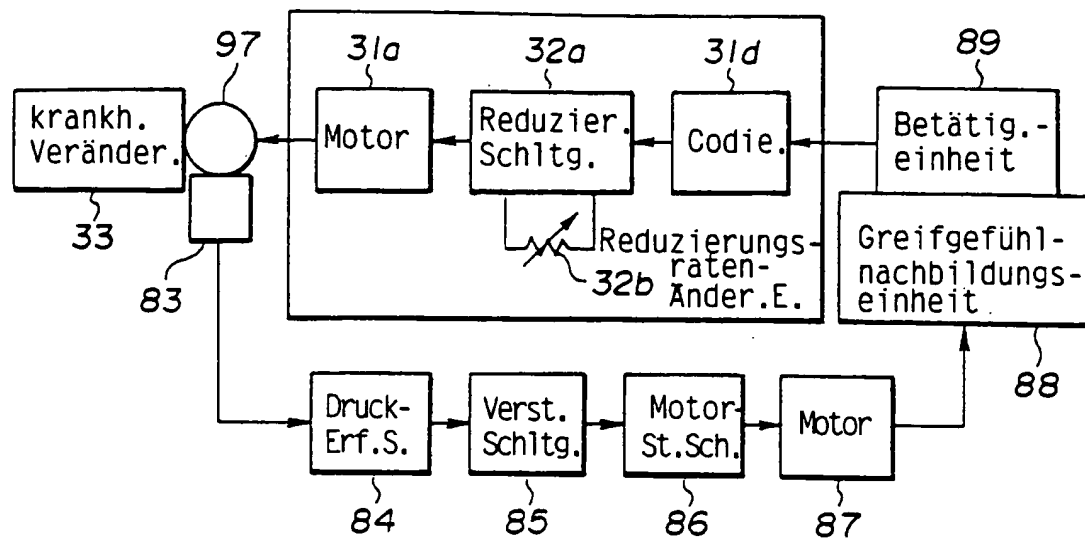 97
31a
32a
31d
89
krankh.
Veränder.
Motor
Reduzier.
Schltg.
Codie.
Betätig.-
einheit
33
83
32b
Reduzierungs-
raten-
Änder.E.
Greifgefühl-
nachbildungs-
einheit
88
Druck-
Erf.S.
Verst.
Schltg.
Motor-
St.Sch.
Motor
84
85
86
87